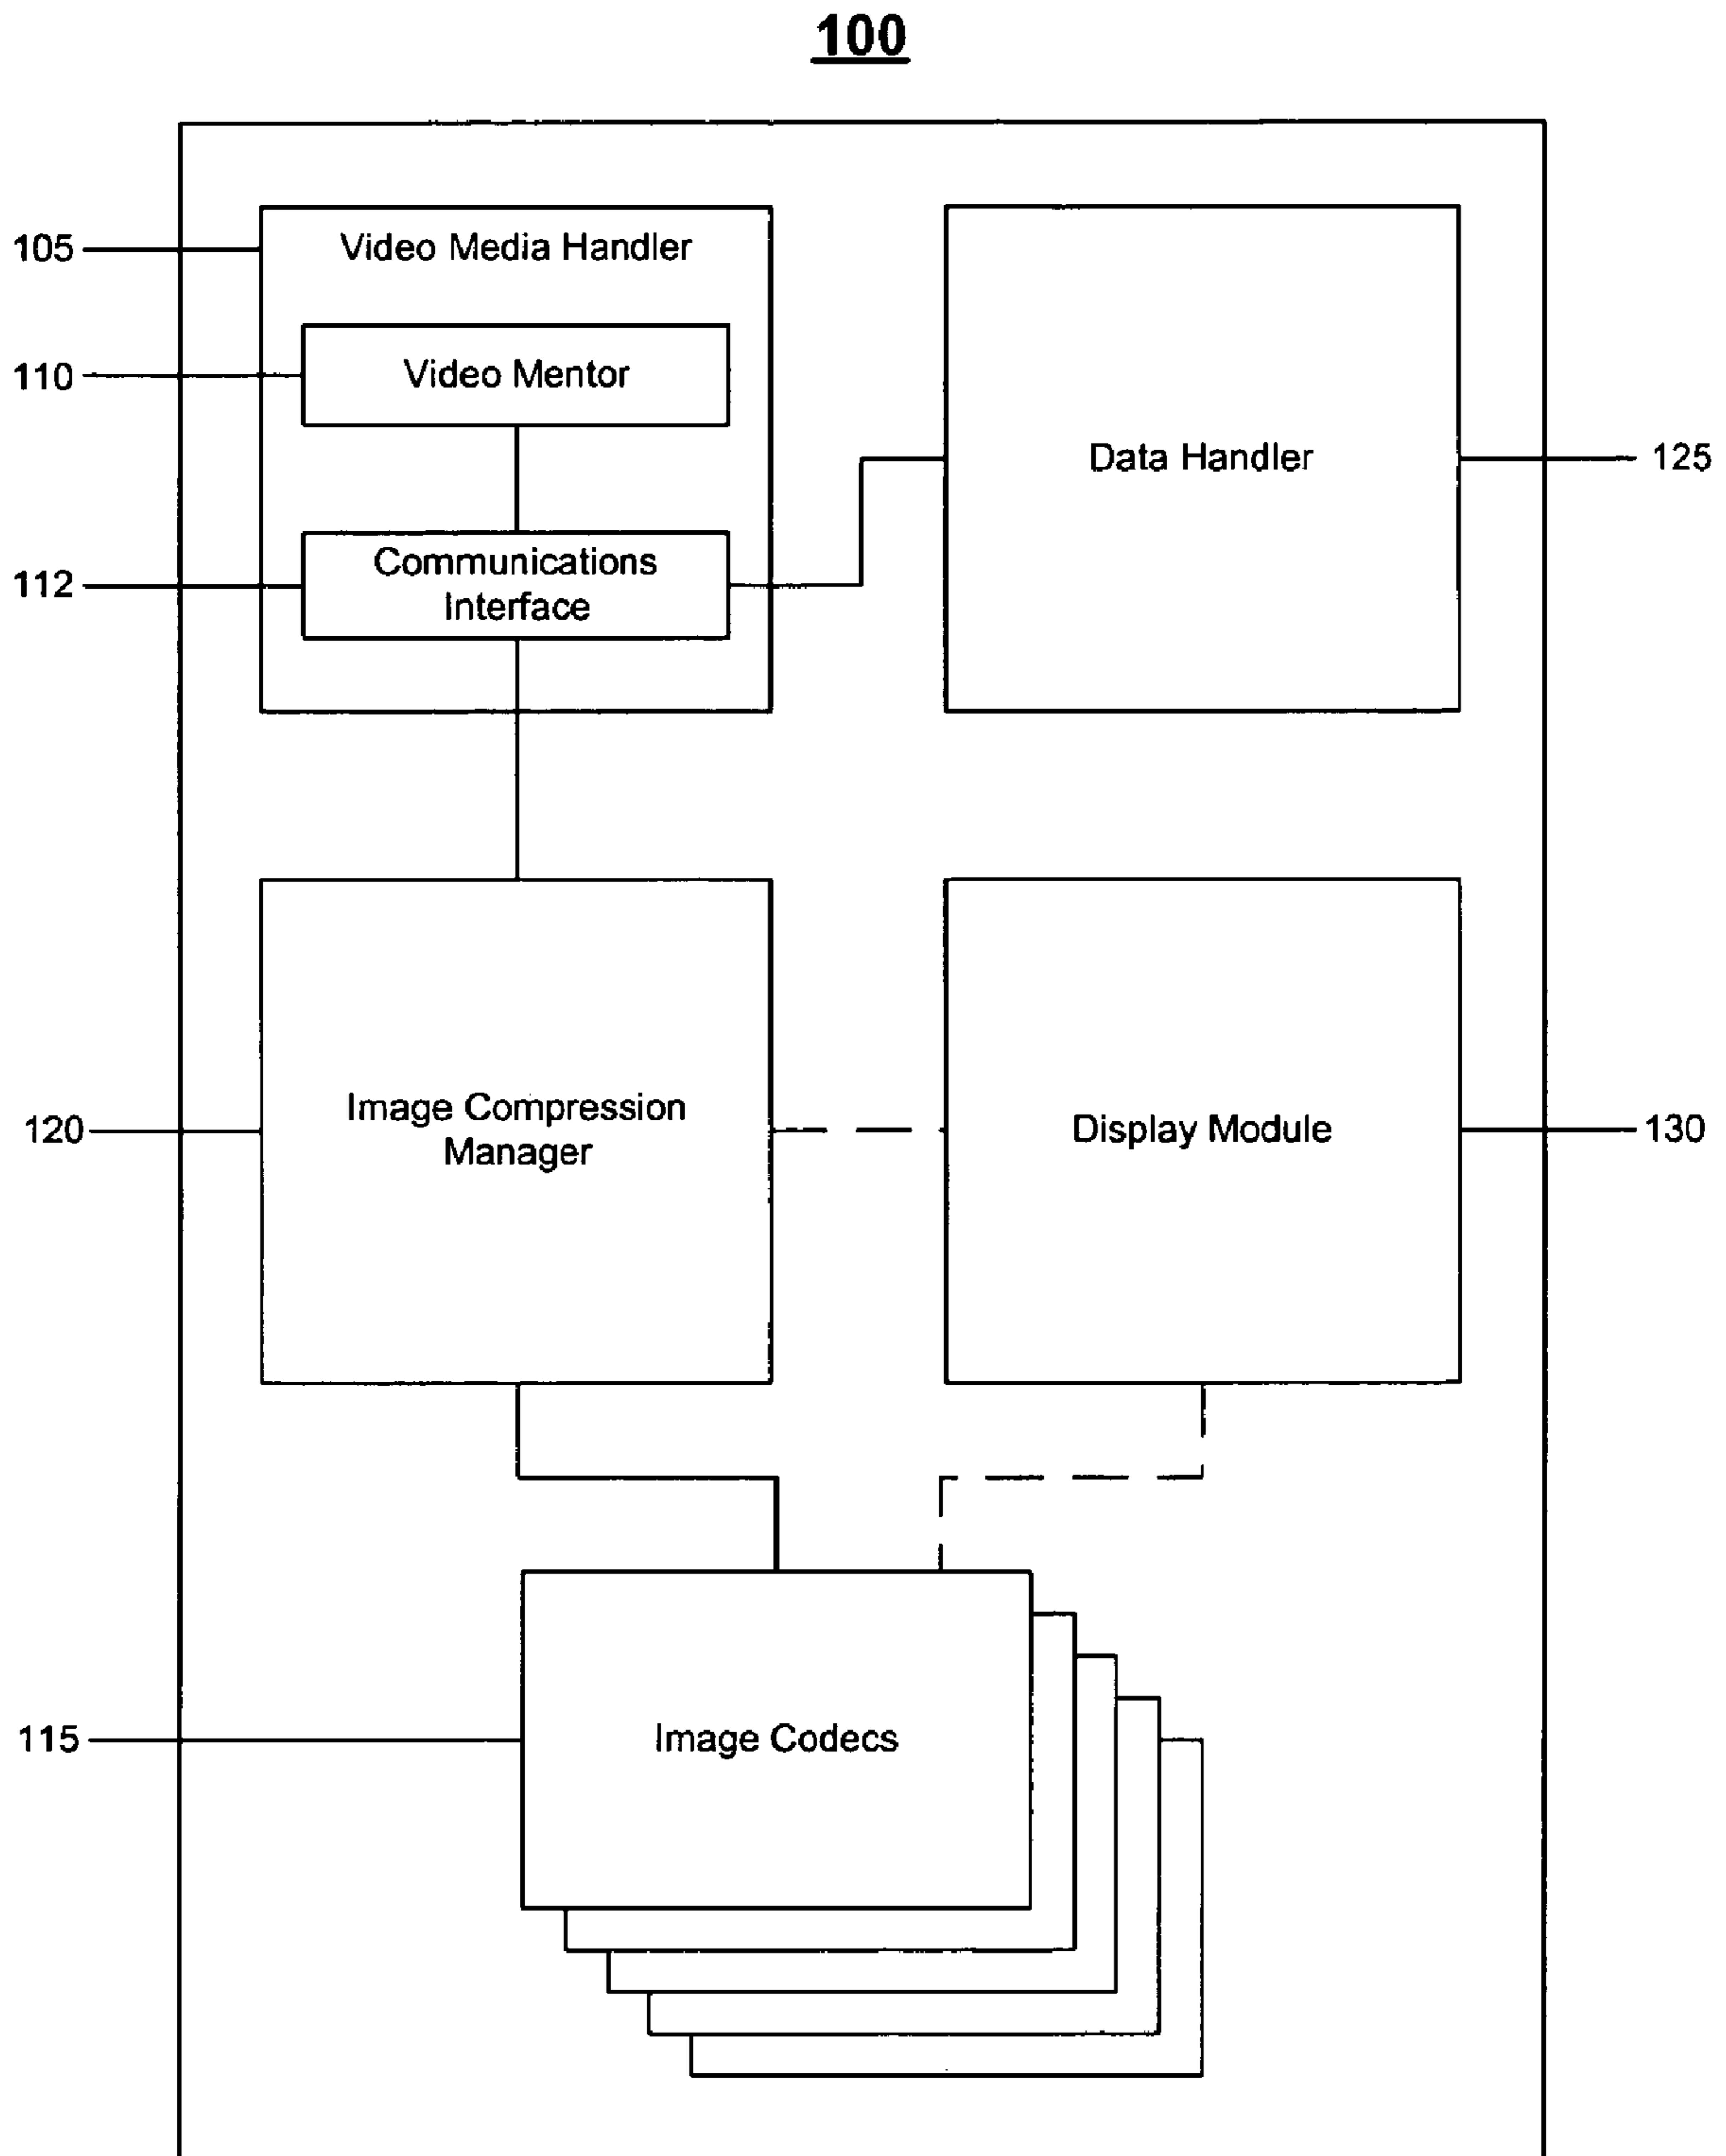 100
105
Video Media Handler
110
Video Mentor
Data Handler
125
112
Communications
Interface
120
Image Compression
Manager
Display Module
130
115
Image Codecs